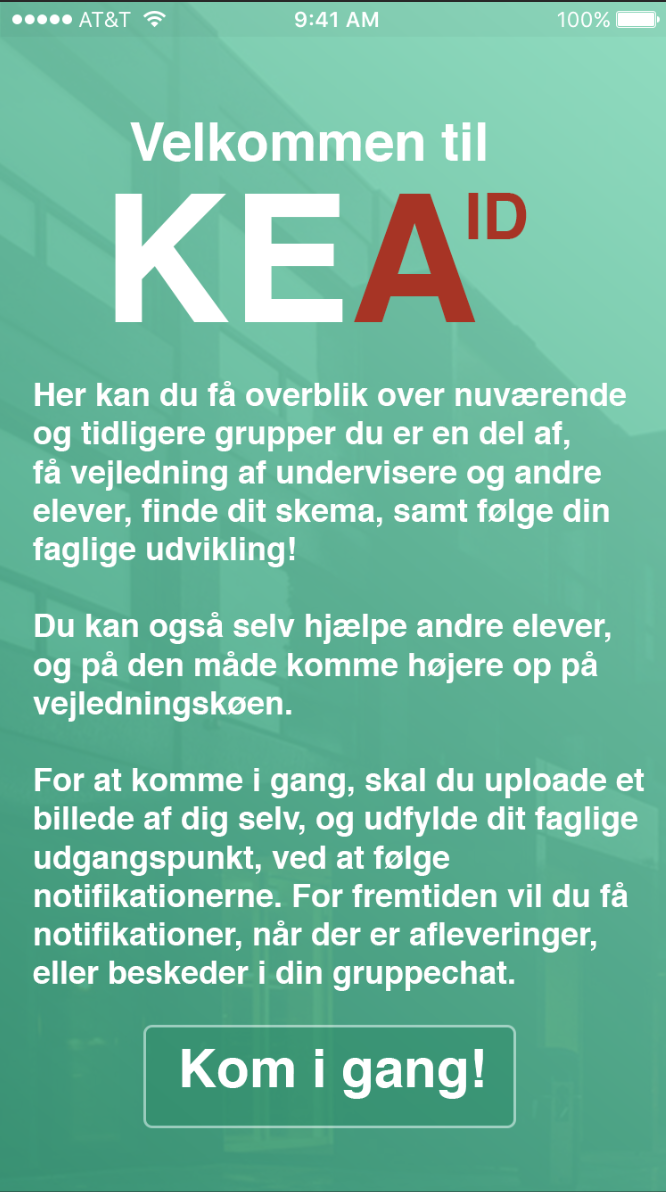 AT&T 9:41 AM 100%
Velkommen til
KEA ID
Her kan du få overblik over nuværende
og tidligere grupper du er en del af,
få vejledning af undervisere og andre
elever, finde dit skema, samt følge din
faglige udvikling!
Du kan også selv hjælpe andre elever,
og på den måde komme højere op på
vejledningskøen.
For at komme i gang, skal du uploade et
billede af dig selv, og udfylde dit faglige
udgangspunkt, ved at følge
notifikationerne. For fremtiden vil du få
notifikationer, når der er afleveringer,
eller beskeder i din gruppechat.
Kom i gang!